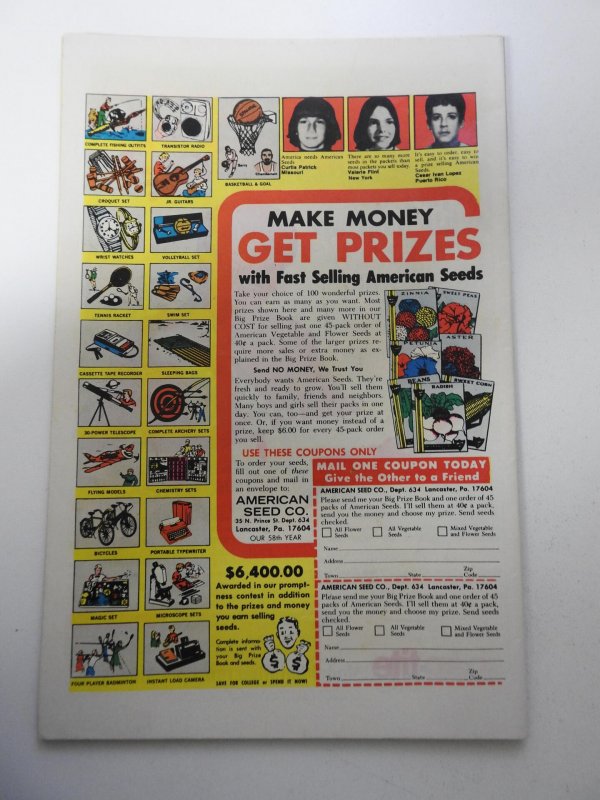 COMPLETE FISHING OUTFITS
TRANSISTOR RADIO
BASKETBALL & GOAL
CROQUET SET
JR. GUITARS
WRIST WATCHES
VOLLEYBALL SET
TENNIS RACKET
SWIM SET
CASSETTE TAPE RECORDER
SLEEPING BAGS
30-POWER TELESCOPE
COMPLETE ARCHERY SETS
FLYING MODELS
CHEMISTRY SETS
BICYCLES
PORTABLE TYPEWRITER
MAGIC SET
MICROSCOPE SETS
FOUR PLAYER BADMINTON
INSTANT LOAD CAMERA
America needs American
Seeds
Curtis Patrick
Missouri
There are so many more
seeds in the packets than
most packets you sell today.
Valerie Flint
New York
It's easy to order, easy to
sell, and it's easy to win
a prize selling American
Seeds.
Cesar Ivan Lopez
Puerto Rico
MAKE MONEY
GET PRIZES
with Fast Selling American Seeds
Take your choice of 100 wonderful prizes.
You can earn as many as you want. Most
prizes shown here and many more in our
Big Prize Book are given WITHOUT
COST for selling just one 45-pack order of
American Vegetable and Flower Seeds at
40¢ a pack. Some of the larger prizes re-
quire more sales or extra money as ex-
plained in the Big Prize Book.
Send NO MONEY, We Trust You
Everybody wants American Seeds. They're
fresh and ready to grow. You'll sell them
quickly to family, friends and neighbors.
Many boys and girls sell their packs in one
day. You can, too—and get your prize at
once. Or, if you want money instead of a
prize, keep $6.00 for every 45-pack order
you sell.
ZINNIA
SWEET PEAS
PETUNIA
ASTER
BEANS
SWEET CORN
RADISH
USE THESE COUPONS ONLY
To order your seeds,
fill out one of these
coupons and mail in
an envelope to:
AMERICAN
SEED CO.
35 N. Prince St. Dept. 634
Lancaster, Pa. 17604
OUR 58th YEAR
$6,400.00
Awarded in our prompt-
ness contest in addition
to the prizes and money
you earn selling
seeds.
Complete informa-
tion is sent with
your Big Prize
Book and seeds.
SAVE FOR COLLEGE or SPEND IT NOW!
MAIL ONE COUPON TODAY
Give the Other to a Friend
AMERICAN SEED CO., Dept. 634 Lancaster, Pa. 17604
Please send me your Big Prize Book and one order of 45
packs of American Seeds. I'll sell them at 40¢ a pack,
send you the money and choose my prize. Send seeds
checked.
All Flower
Seeds
All Vegetable
Seeds
Mixed Vegetable
and Flower Seeds
Name
Address
Town
State
Zip
Code
AMERICAN SEED CO., Dept. 634 Lancaster, Pa. 17604
Please send me your Big Prize Book and one order of 45
packs of American Seeds. I'll sell them at 40¢ a pack,
send you the money and choose my prize. Send seeds
checked.
All Flower
Seeds
All Vegetable
Seeds
Mixed Vegetable
and Flower Seeds
Name
Address
Town
State
Zip
Code